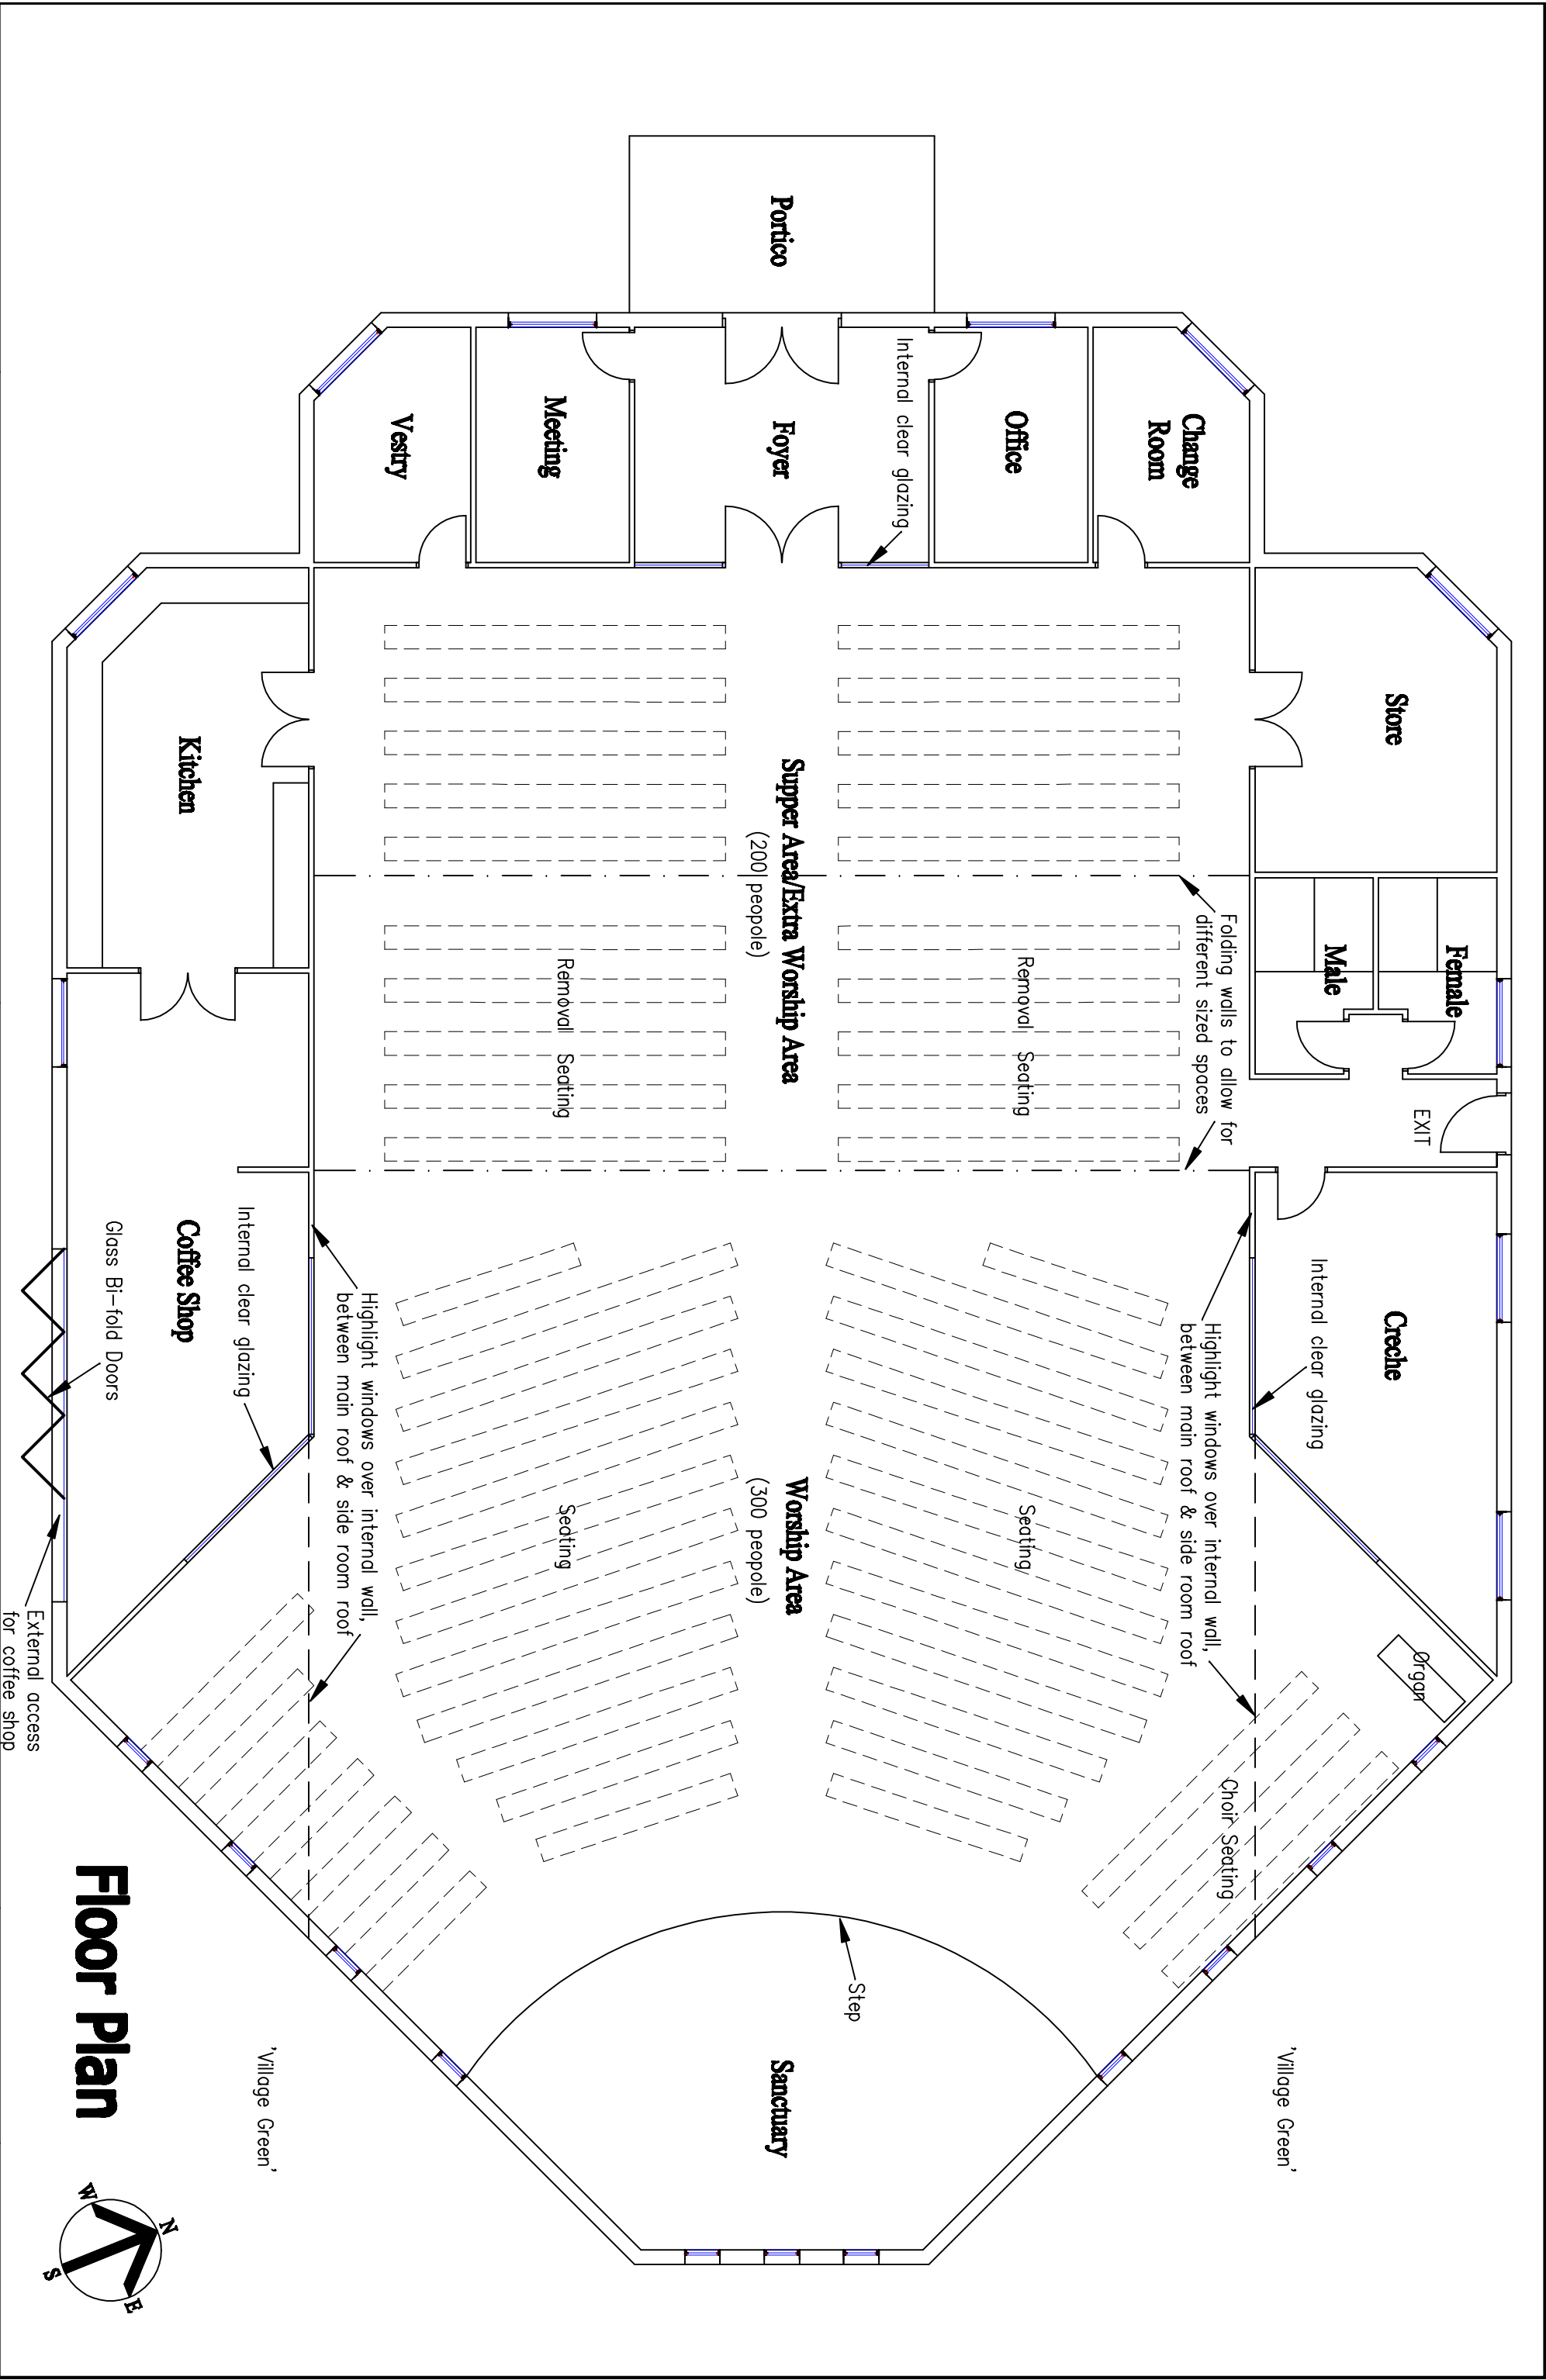 Village Green'
Organ
Female
EXIT
Creche
Store
Male
Internal clear glazing
'Village Green'
Choir Seating
Folding walls to allow for
different sized spaces
Highlight windows over internal wall,
between main roof & side room roof
Change
Room
Office
Internal clear glazing
Removal Seating
Seating
Step
Portico
Foyer
Supper Area/Extra Worship Area
(200 peopole)
Worship Area
(300 peopole)
Sanctuary
Meeting
Removal Seating
Seating
Vestry
Highlight windows over internal wall,
between main roof & side room roof
Internal clear glazing
'Village Green'
Kitchen
Coffee Shop
Glass Bi-fold Doors
External access
for coffee shop
Floor Plan
N
W
E
S